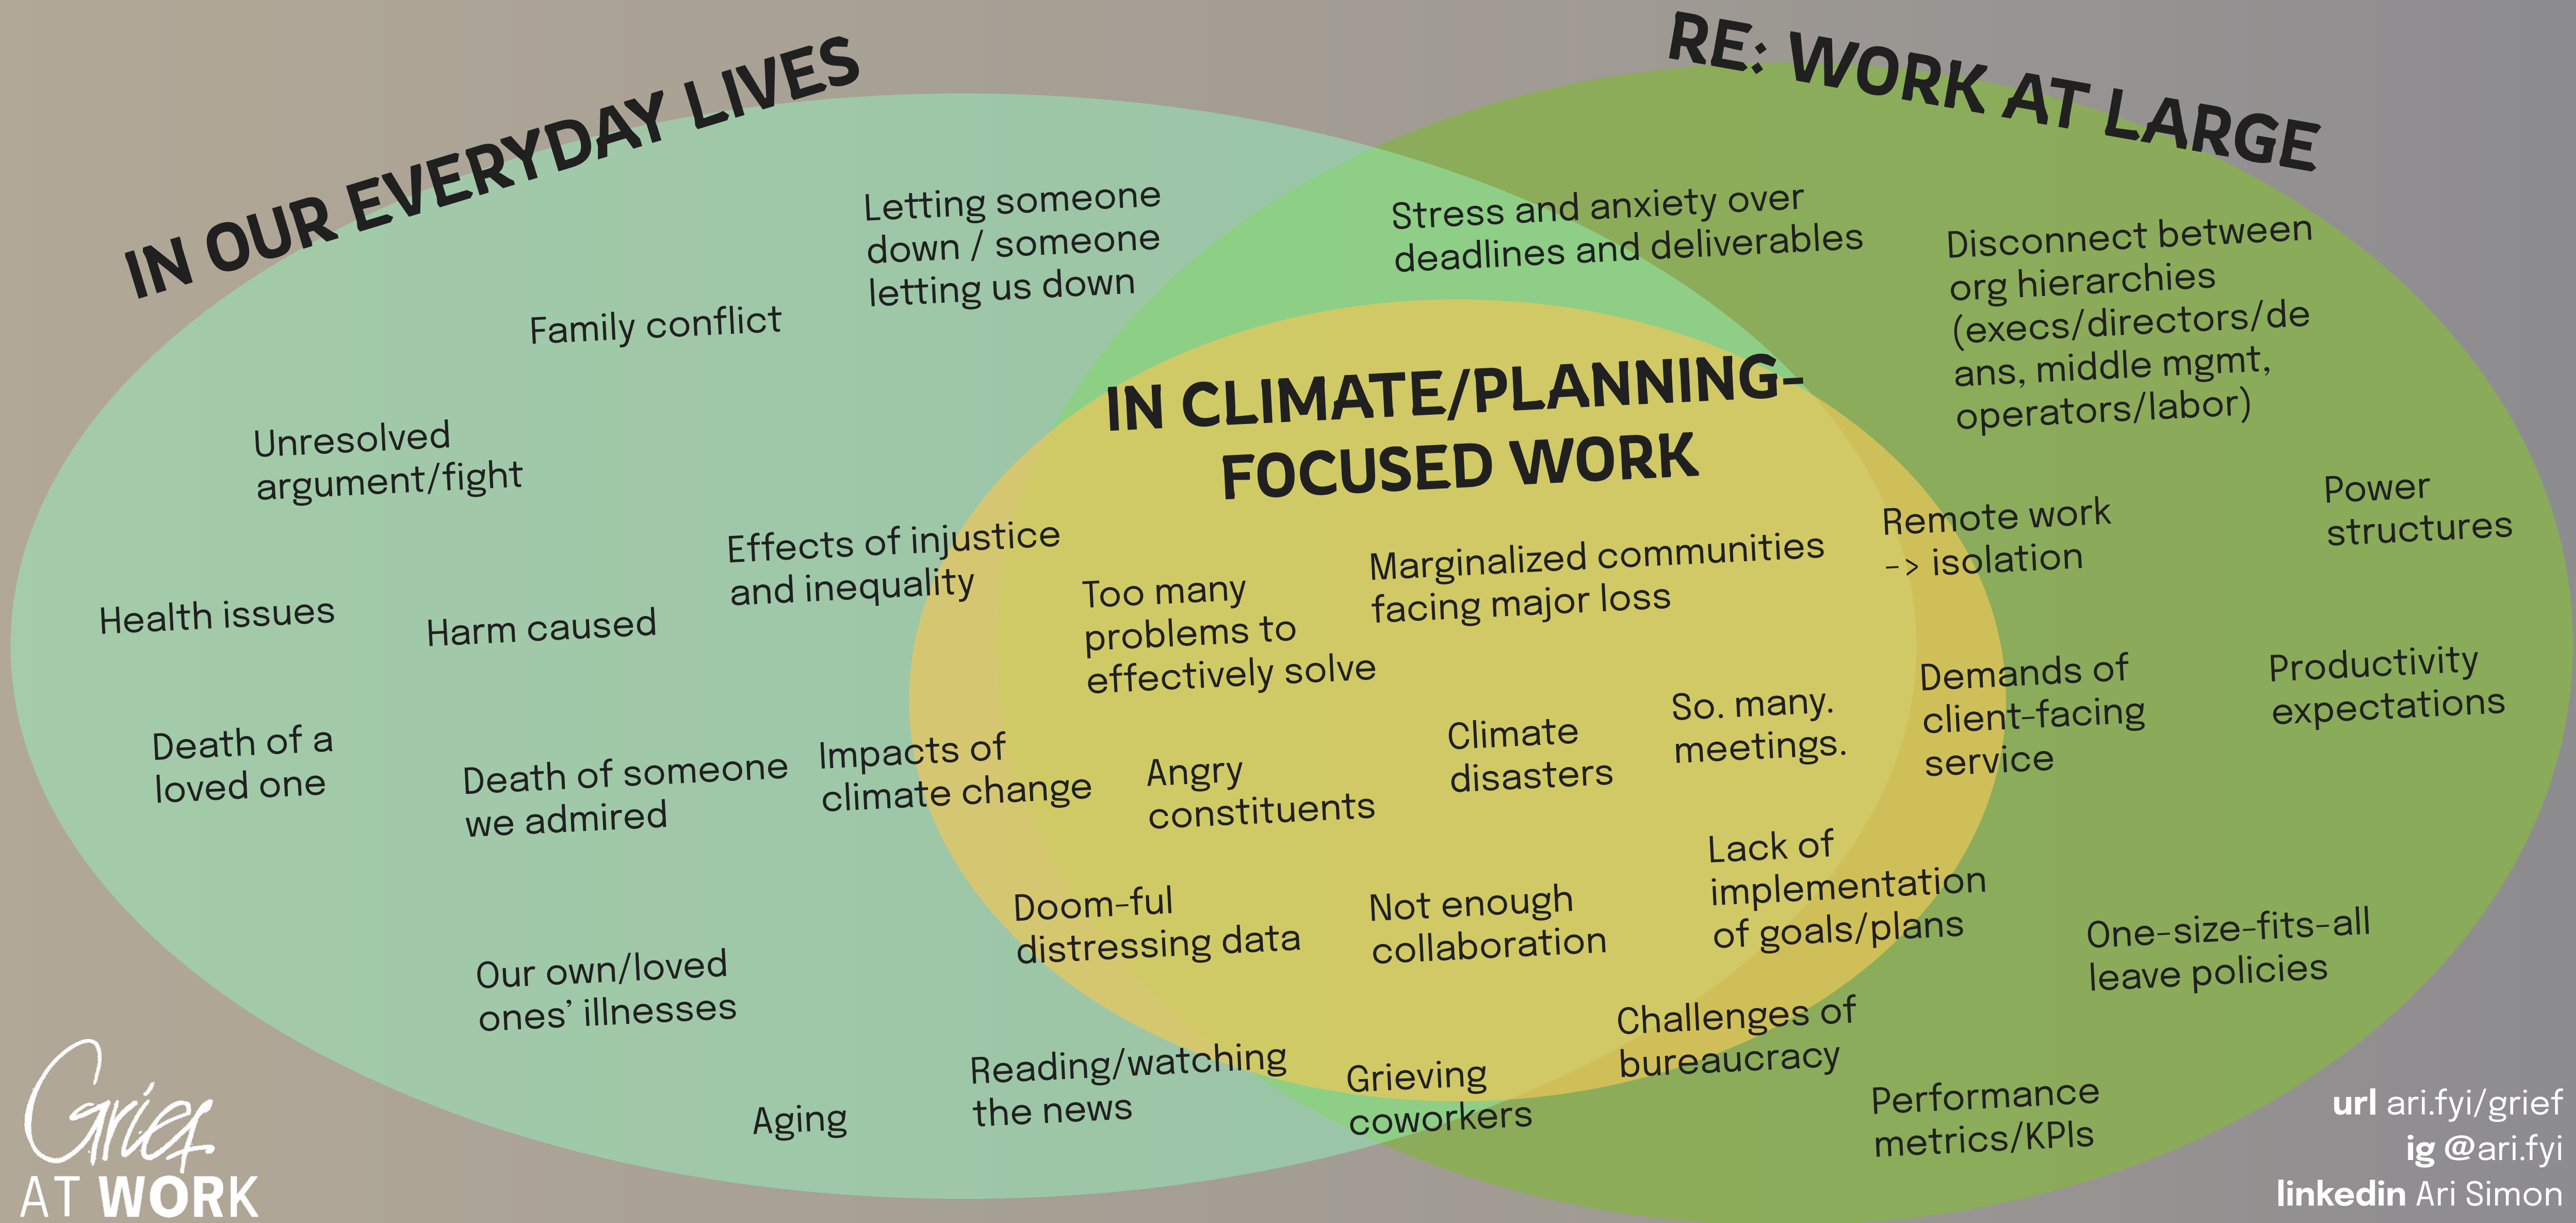 IN OUR EVERYDAY LIVES
RE: WORK AT LARGE
Letting someone
down / someone
letting us down
Family conflict
Unresolved
argument/fight
Effects of injustice
and inequality
Health issues
Harm caused
Death of a
loved one
Death of someone
we admired
Impacts of
climate change
Our own/loved
ones’ illnesses
Aging
Reading/watching
the news
Stress and anxiety over
deadlines and deliverables
IN CLIMATE/PLANNING-
FOCUSED WORK
Too many
problems to
effectively solve
Marginalized communities
facing major loss
Angry
constituents
Climate
disasters
So. many.
meetings.
Doom-ful
distressing data
Not enough
collaboration
Lack of
implementation
of goals/plans
Grieving
coworkers
Challenges of
bureaucracy
Disconnect between
org hierarchies
(execs/directors/de
ans, middle mgmt,
operators/labor)
Remote work
-> isolation
Power
structures
Demands of
client-facing
service
Productivity
expectations
One-size-fits-all
leave policies
Performance
metrics/KPIs
Grief
AT WORK
url ari.fyi/grief
ig @ari.fyi
linkedin Ari Simon